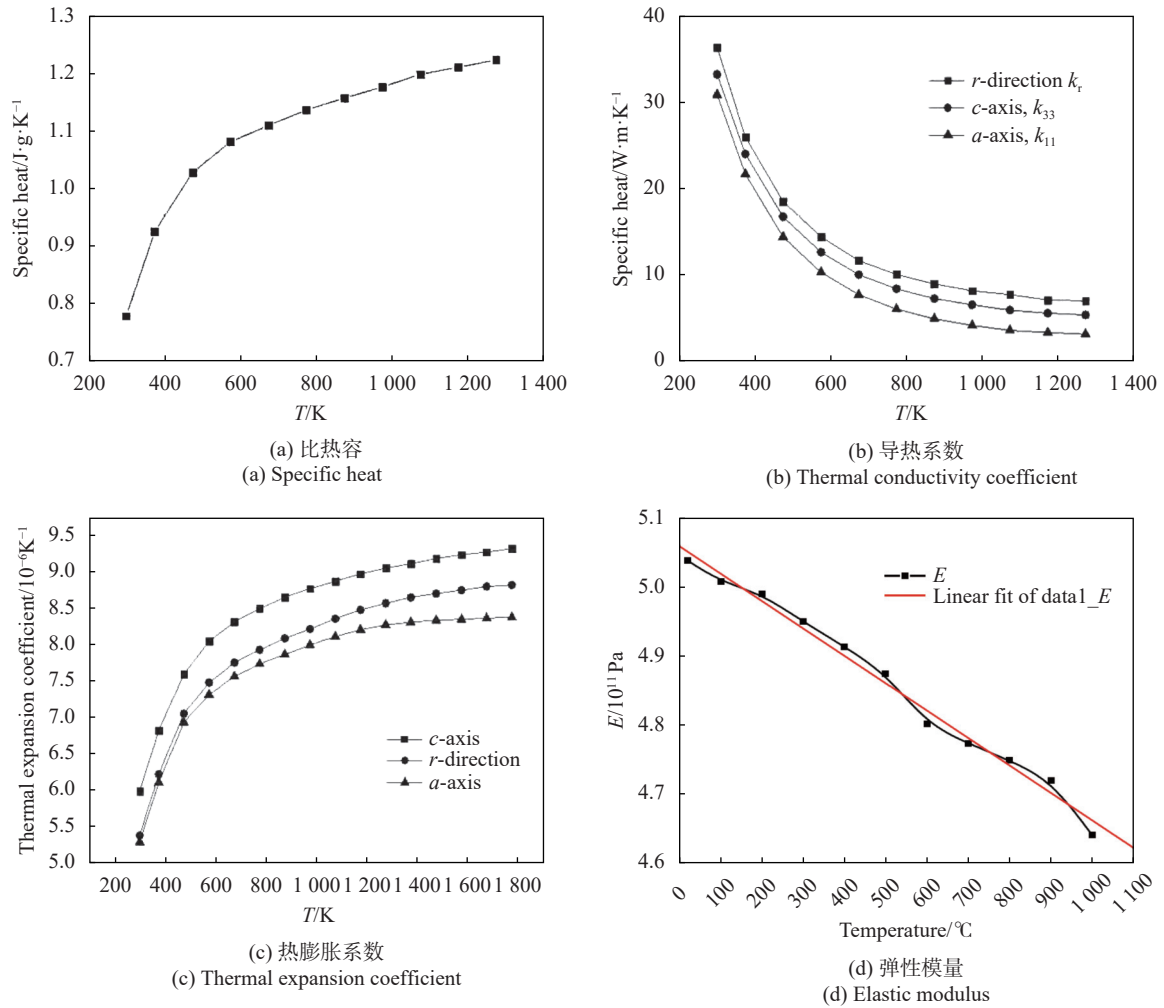 1.3
1.2
1.1
1.0
0.9
0.8
0.7
Specific heat/J·g·K⁻¹
200 400 600 800 1 000 1 200 1 400
T/K
(a) 比热容
(a) Specific heat
40
30
20
10
0
Specific heat/W·m·K⁻¹
r-direction kᵣ
c-axis, k₃₃
a-axis, k₁₁
200 400 600 800 1 000 1 200 1 400
T/K
(b) 导热系数
(b) Thermal conductivity coefficient
9.5
9.0
8.5
8.0
7.5
7.0
6.5
6.0
5.5
5.0
Thermal expansion coefficient/10⁻⁶K⁻¹
c-axis
r-direction
a-axis
200 400 600 800 1 000 1 200 1 400 1 600 1 800
T/K
(c) 热膨胀系数
(c) Thermal expansion coefficient
5.1
5.0
4.9
4.8
4.7
4.6
E/10¹¹ Pa
E
Linear fit of data1_E
0 100 200 300 400 500 600 700 800 900 1 000 1 100
Temperature/℃
(d) 弹性模量
(d) Elastic modulus